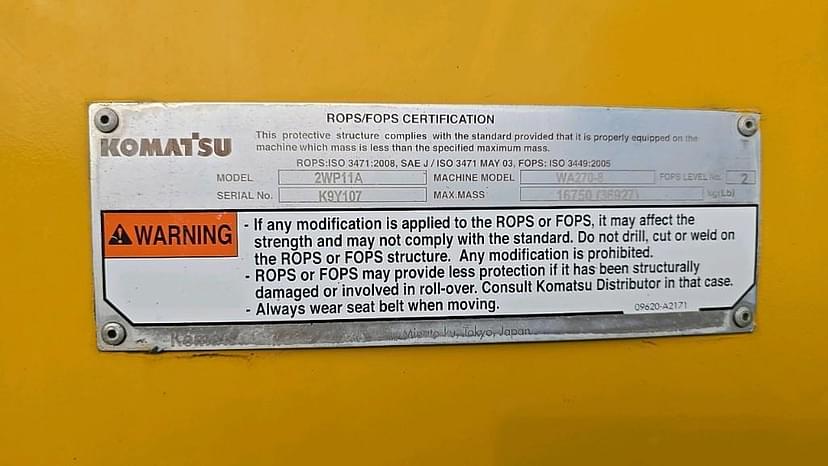 ROPS/FOPS CERTIFICATION
KOMATSU
This protective structure complies with the standard provided that it is properly equipped on the
machine which mass is less than the specified maximum mass.
ROPS:ISO 3471:2008, SAE J / ISO 3471 MAY 03, FOPS: ISO 3449:2005
MODEL 2WP11A MACHINE MODEL WA270-8 FOPS LEVEL No. 2
SERIAL No. K9Y107 MAX.MASS 16750 (36927) kg(Lb)
WARNING
- If any modification is applied to the ROPS or FOPS, it may affect the
strength and may not comply with the standard. Do not drill, cut or weld on
the ROPS or FOPS structure. Any modification is prohibited.
- ROPS or FOPS may provide less protection if it has been structurally
damaged or involved in roll-over. Consult Komatsu Distributor in that case.
- Always wear seat belt when moving.
09620-A2171
Minato-ku, Tokyo, Japan